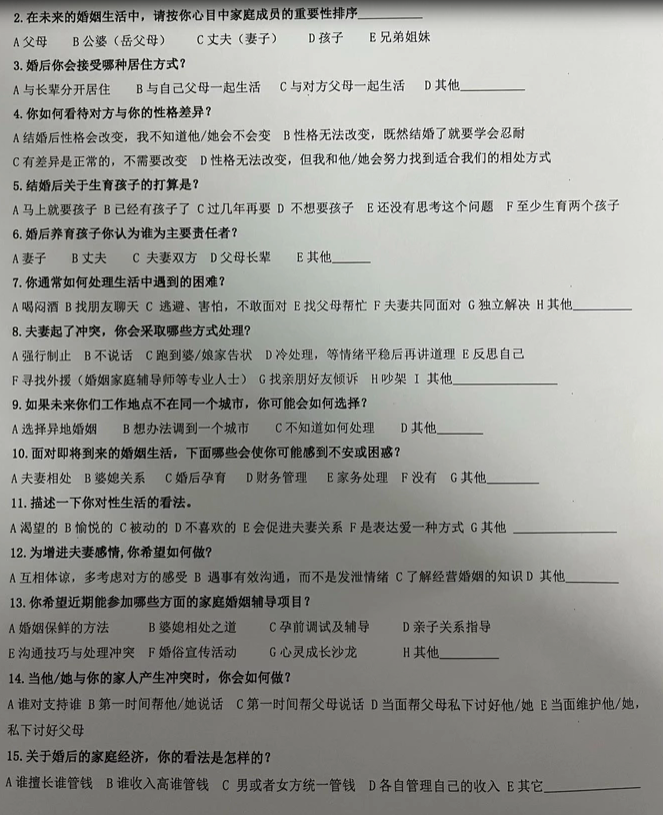 2.在未来的婚姻生活中，请按你心目中家庭成员的重要性排序__________
A 父母 B 公婆（岳父母） C 丈夫（妻子） D 孩子 E 兄弟姐妹
3.婚后你会接受哪种居住方式？
A 与长辈分开居住 B 与自己父母一起生活 C 与对方父母一起生活 D 其他__________
4.你如何看待对方与你的性格差异？
A 结婚后性格会改变，我不知道他/她会不会变 B 性格无法改变，既然结婚了就要学会忍耐
C 有差异是正常的，不需要改变 D 性格无法改变，但我和他/她会努力找到适合我们的相处方式
5.结婚后关于生育孩子的打算是？
A 马上就要孩子 B 已经有孩子了 C 过几年再要 D 不想要孩子 E 还没有思考这个问题 F 至少生育两个孩子
6.婚后养育孩子你认为谁为主要责任者？
A 妻子 B 丈夫 C 夫妻双方 D 父母长辈 E 其他______
7.你通常如何处理生活中遇到的困难？
A 喝闷酒 B 找朋友聊天 C 逃避、害怕，不敢面对 E 找父母帮忙 F 夫妻共同面对 G 独立解决 H 其他_________
8.夫妻起了冲突，你会采取哪些方式处理？
A 强行制止 B 不说话 C 跑到婆/娘家告状 D 冷处理，等情绪平稳后再讲道理 E 反思自己
F 寻找外援（婚姻家庭辅导师等专业人士） G 找亲朋好友倾诉 H 吵架 I 其他________________
9.如果未来你们工作地点不在同一个城市，你可能会如何选择？
A 选择异地婚姻 B 想办法调到一个城市 C 不知道如何处理 D 其他_______
10.面对即将到来的婚姻生活，下面哪些会使你可能感到不安或困惑？
A 夫妻相处 B 婆媳关系 C 婚后孕育 D 财务管理 E 家务处理 F 没有 G 其他________
11.描述一下你对性生活的看法。
A 渴望的 B 愉悦的 C 被动的 D 不喜欢的 E 会促进夫妻关系 F 是表达爱一种方式 G 其他 ________________
12.为增进夫妻感情,你希望如何做？
A 互相体谅，多考虑对方的感受 B 遇事有效沟通，而不是发泄情绪 C 了解经营婚姻的知识 D 其他________
13.你希望近期能参加哪些方面的家庭婚姻辅导项目？
A 婚姻保鲜的方法 B 婆媳相处之道 C 孕前调试及辅导 D 亲子关系指导
E 沟通技巧与处理冲突 F 婚俗宣传活动 G 心灵成长沙龙 H 其他_________
14.当他/她与你的家人产生冲突时，你会如何做？
A 谁对支持谁 B 第一时间帮他/她说话 C 第一时间帮父母说话 D 当面帮父母私下讨好他/她 E 当面维护他/她，
私下讨好父母
15.关于婚后的家庭经济，你的看法是怎样的？
A 谁擅长谁管钱 B 谁收入高谁管钱 C 男或者女方统一管钱 D 各自管理自己的收入 E 其它_______________